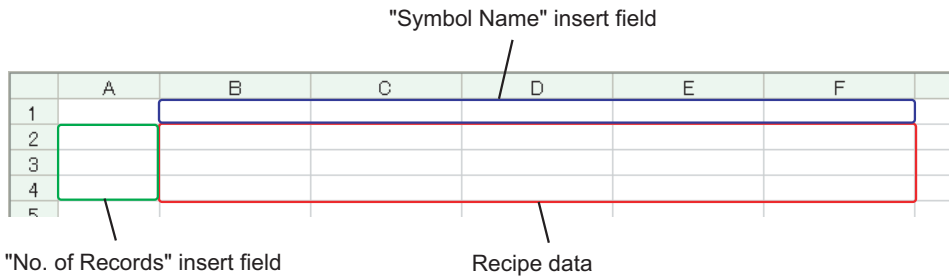 "Symbol Name" insert field
A B C D E F
1
2
3
4
5
"No. of Records" insert field
Recipe data